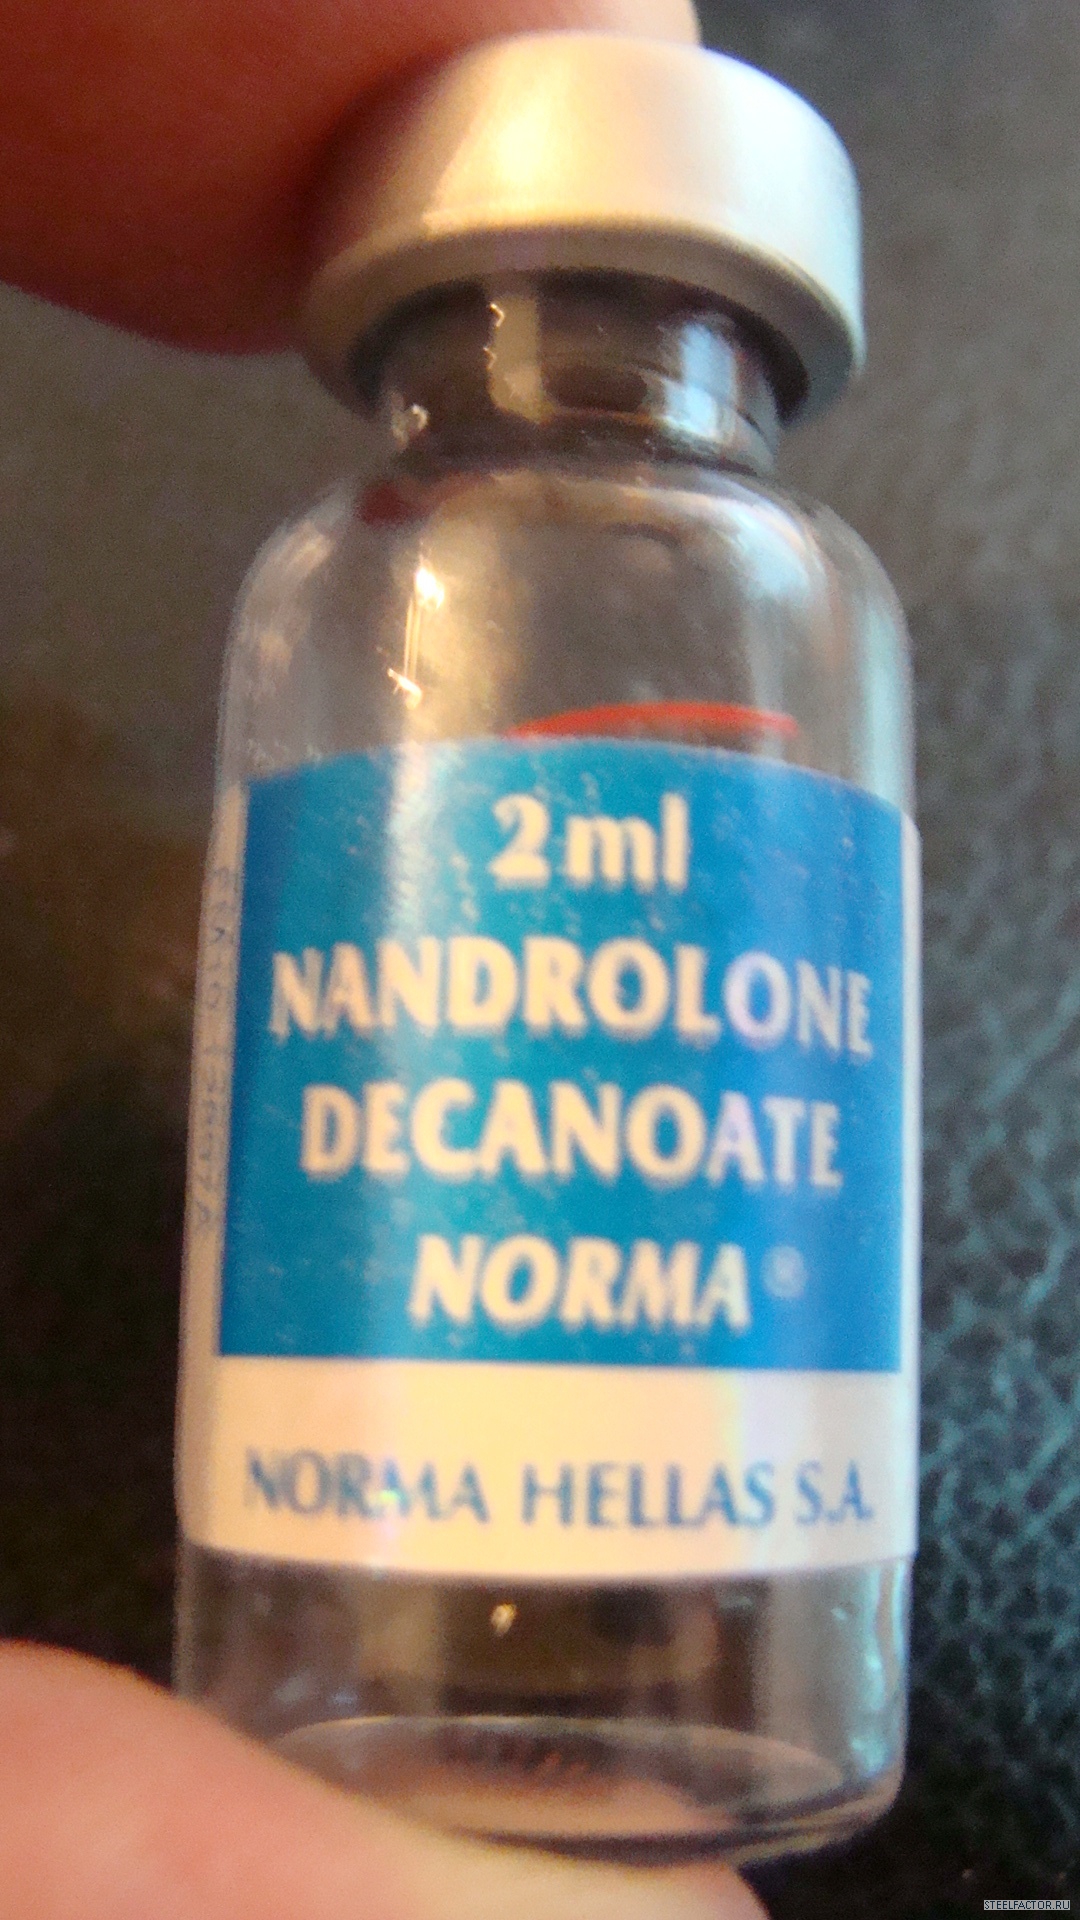 2ml
NANDROLONE
DECANOATE
NORMA®
NORMA HELLAS S.A.
STEELFACTOR.RU